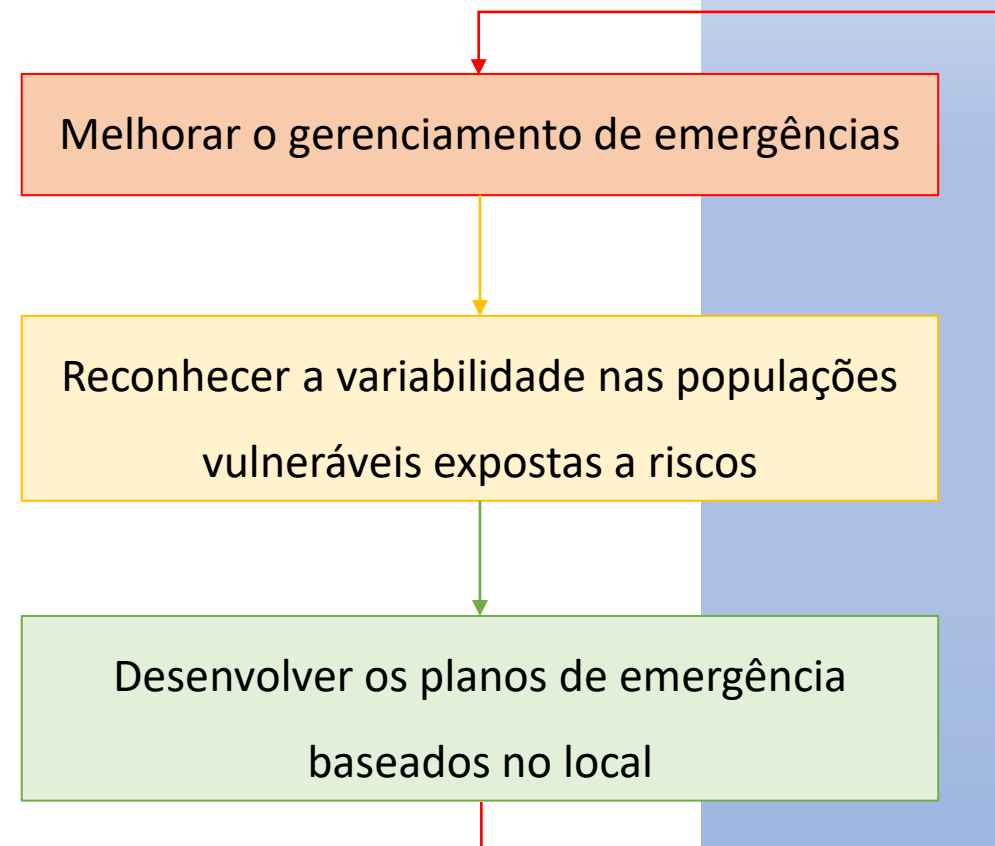 Melhorar o gerenciamento de emergências
Reconhecer a variabilidade nas populações
vulneráveis expostas a riscos
Desenvolver os planos de emergência
baseados no local